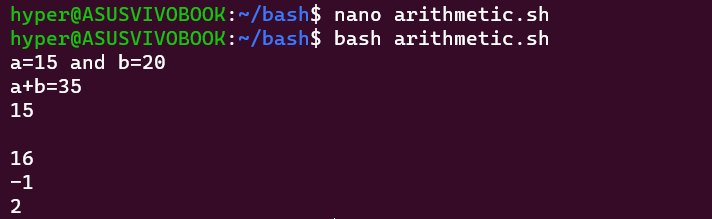 hyper@ASUSVIVOBOOK:~/bash$ nano arithmetic.sh
hyper@ASUSVIVOBOOK:~/bash$ bash arithmetic.sh
a=15 and b=20
a+b=35
15

16
-1
2